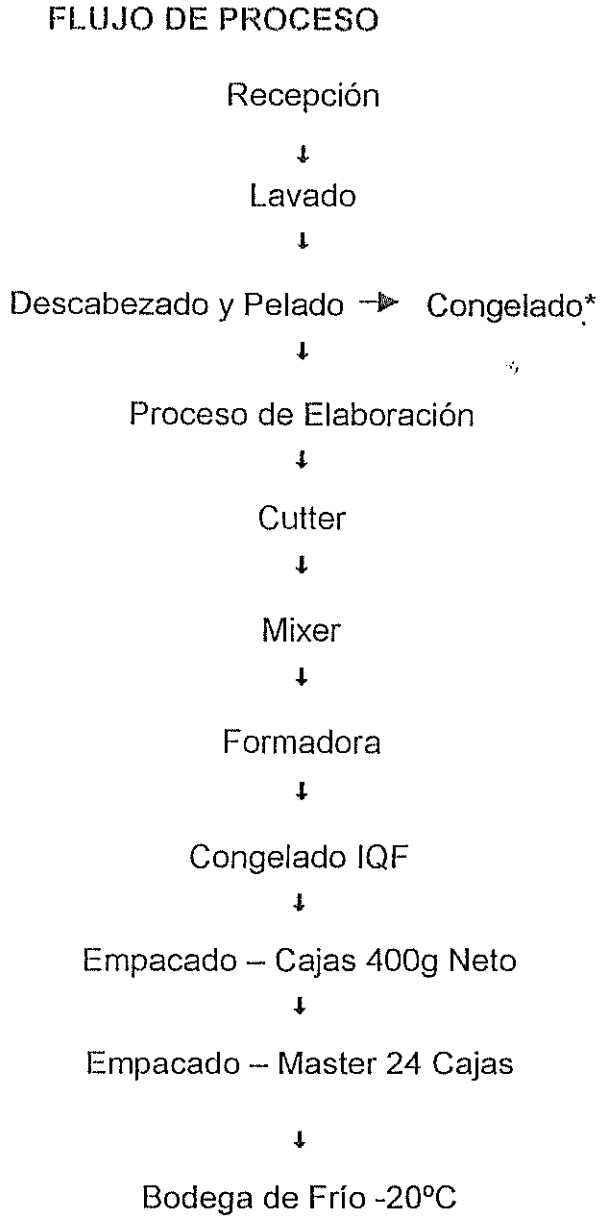 FLUJO DE PROCESO
Recepción
↓
Lavado
↓
Descabezado y Pelado → Congelado*
↓
Proceso de Elaboración
↓
Cutter
↓
Mixer
↓
Formadora
↓
Congelado IQF
↓
Empacado – Cajas 400g Neto
↓
Empacado – Master 24 Cajas
↓
Bodega de Frío -20ºC